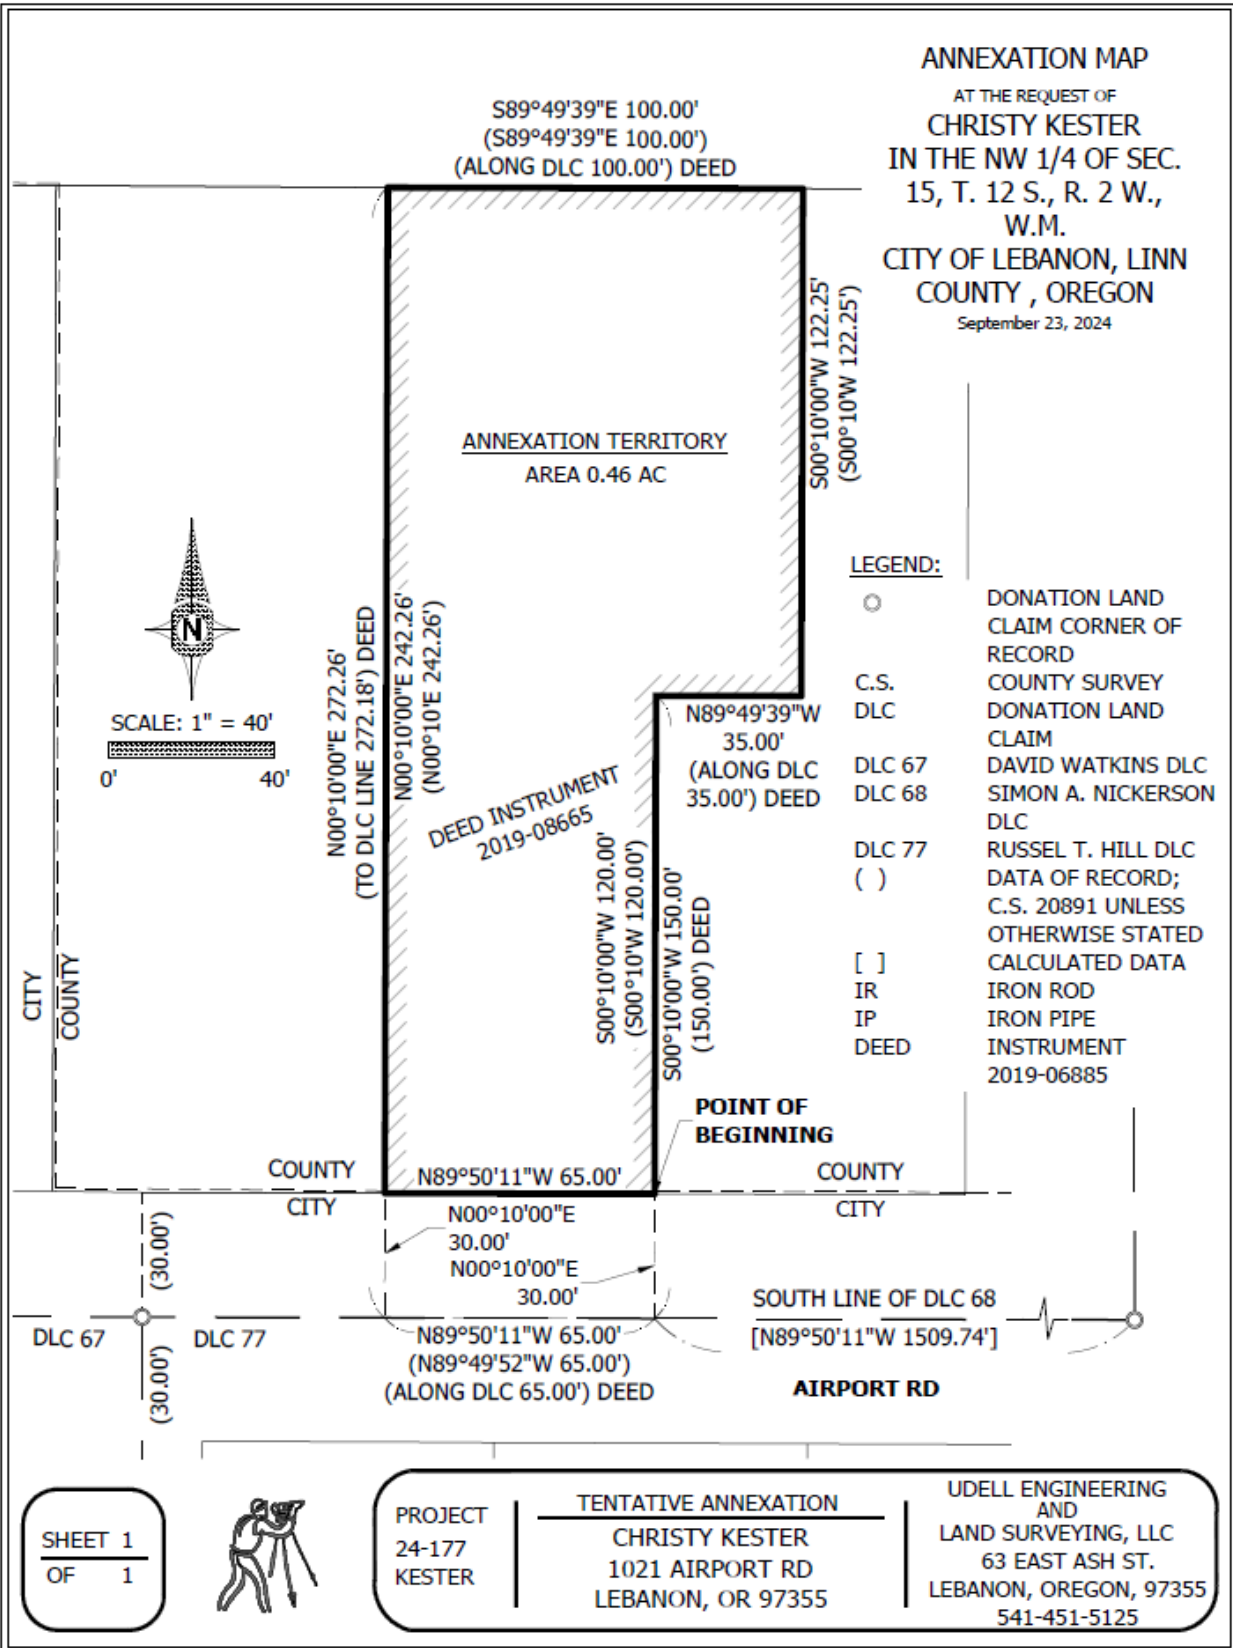 ANNEXATION MAP
AT THE REQUEST OF
CHRISTY KESTER
IN THE NW 1/4 OF SEC.
15, T. 12 S., R. 2 W.,
W.M.
CITY OF LEBANON, LINN
COUNTY , OREGON
September 23, 2024
S89°49'39"E 100.00'
(S89°49'39"E 100.00')
(ALONG DLC 100.00') DEED
S00°10'00"W 122.25'
(S00°10'W 122.25')
ANNEXATION TERRITORY
AREA 0.46 AC
N
SCALE: 1" = 40'
0' 40'
N00°10'00"E 272.26'
(TO DLC LINE 272.18') DEED
N00°10'00"E 242.26'
(N00°10'E 242.26')
DEED INSTRUMENT
2019-08665
N89°49'39"W
35.00'
(ALONG DLC
35.00') DEED
S00°10'00"W 120.00'
(S00°10'W 120.00')
S00°10'00"W 150.00'
(150.00') DEED
LEGEND:
DONATION LAND
CLAIM CORNER OF
RECORD
C.S. COUNTY SURVEY
DLC DONATION LAND
CLAIM
DLC 67 DAVID WATKINS DLC
DLC 68 SIMON A. NICKERSON
DLC
DLC 77 RUSSEL T. HILL DLC
( ) DATA OF RECORD;
C.S. 20891 UNLESS
OTHERWISE STATED
[ ] CALCULATED DATA
IR IRON ROD
IP IRON PIPE
DEED INSTRUMENT
2019-06885
CITY
COUNTY
POINT OF
BEGINNING
COUNTY
CITY
N89°50'11"W 65.00'
COUNTY
CITY
N00°10'00"E
30.00'
N00°10'00"E
30.00'
(30.00')
(30.00')
DLC 67
DLC 77
N89°50'11"W 65.00'
(N89°49'52"W 65.00')
(ALONG DLC 65.00') DEED
SOUTH LINE OF DLC 68
[N89°50'11"W 1509.74']
AIRPORT RD
SHEET 1
OF 1
PROJECT
24-177
KESTER
TENTATIVE ANNEXATION
CHRISTY KESTER
1021 AIRPORT RD
LEBANON, OR 97355
UDELL ENGINEERING
AND
LAND SURVEYING, LLC
63 EAST ASH ST.
LEBANON, OREGON, 97355
541-451-5125